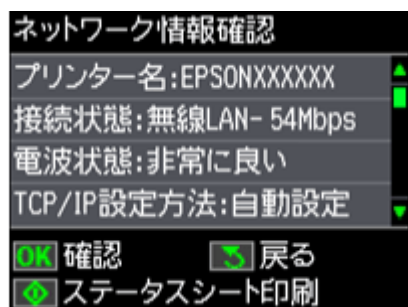 ネットワーク情報確認
プリンター名:EPSONXXXXXX
接続状態:無線LAN- 54Mbps
電波状態:非常に良い
TCP/IP設定方法:自動設定
OK 確認 戻る
ステータスシート印刷